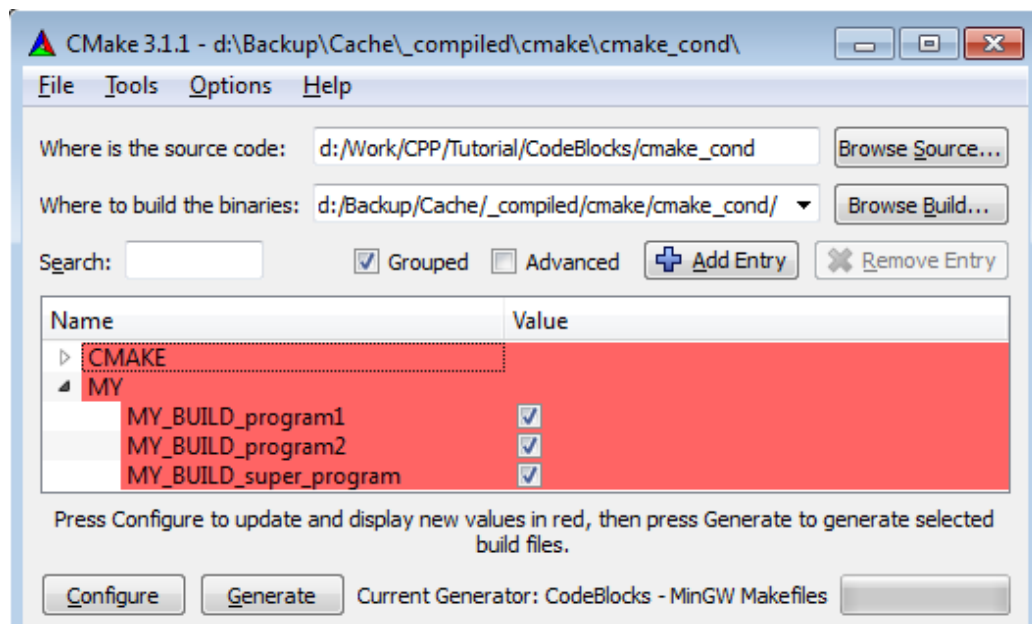 CMake 3.1.1 - d:\Backup\Cache\_compiled\cmake\cmake_cond\
File Tools Options Help
Where is the source code: d:/Work/CPP/Tutorial/CodeBlocks/cmake_cond Browse Source...
Where to build the binaries: d:/Backup/Cache/_compiled/cmake/cmake_cond/ Browse Build...
Search: Grouped Advanced Add Entry Remove Entry
Name Value
CMAKE
MY
MY_BUILD_program1
MY_BUILD_program2
MY_BUILD_super_program
Press Configure to update and display new values in red, then press Generate to generate selected
build files.
Configure Generate Current Generator: CodeBlocks - MinGW Makefiles